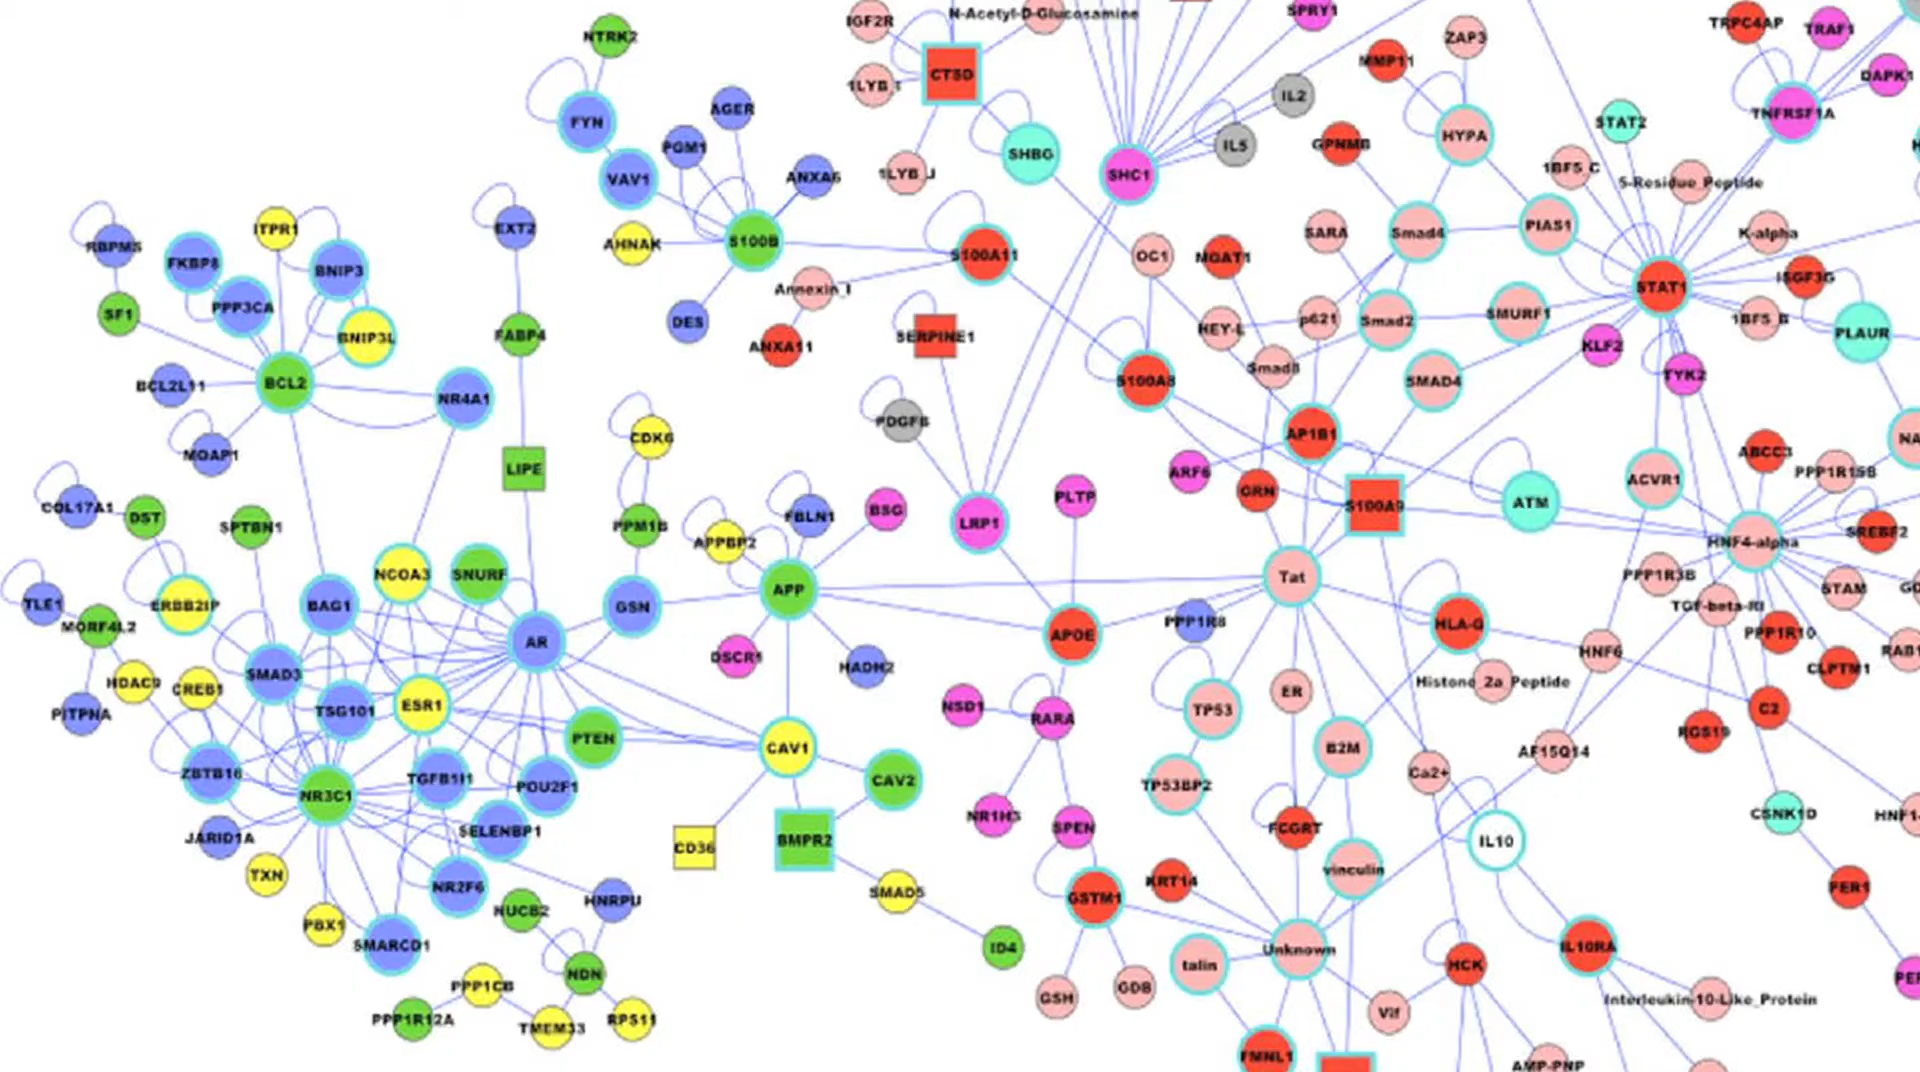 IGF2R
N-Acetyl-D-Glucosamine
SPRY1
TRPC4AP
TRAF1
NTRK2
ZAP3
MMP11
CTSD
DAPK1
1LYB_I
IL2
FYN
AGER
TNFRSF1A
STAT2
HYPA
PGM1
GPNMB
IL5
SHBG
1BF5_C
VAV1
ANXA6
1LYB_J
SHC1
5-Residue_Peptide
ITPR1
EXT2
SARA
Smad4
PIAS1
K-alpha
RBPMS
AHNAK
S100B
S100A11
OC1
MGAT1
FKBP8
BNIP3
ISGF3G
STAT1
Annexin_I
PPP3CA
SF1
DES
HEY-L
p621
Smad2
SMURF1
1BF5_B
BNIP3L
FABP4
ANXA11
SERPINE1
KLF2
PLAUR
Smad8
TYK2
BCL2
BCL2L11
NR4A1
S100A8
SMAD4
PDGFB
CDK6
AP1B1
MOAP1
ABCC3
LIPE
ARF6
ACVR1
PPP1R15B
COL17A1
DST
SPTBN1
PPM1B
FBLN1
BSG
LRP1
PLTP
GRN
S100A9
ATM
APPBP2
SREBF2
HNF4-alpha
NCOA3
SNURF
APP
Tat
PPP1R3B
STAM
TLE1
ERBB2IP
BAG1
GSN
TGF-beta-RI
MORF4L2
AR
APOE
PPP1R8
HLA-G
PPP1R10
DSCR1
HADH2
HNF6
CLPTM1
HDAC9
CREB1
SMAD3
Histone_2a_Peptide
PITPNA
TSG101
ESR1
NSD1
RARA
TP53
ER
C2
RGS19
PTEN
CAV1
B2M
AF15Q14
ZBTB16
NR3C1
TGFB1I1
POU2F1
CAV2
TP53BP2
Ca2+
JARID1A
SELENBP1
CD36
BMPR2
NR1H3
SPEN
FCGRT
IL10
CSNK1D
TXN
NR2F6
HNRPU
SMAD5
GSTM1
KRT14
vinculin
PER1
PBX1
SMARCD1
NUCB2
ID4
talin
Unknown
HCK
IL10RA
NDN
PPP1CB
GSH
GDB
Vif
Interleukin-10-Like_Protein
PPP1R12A
TMEM33
RPS11
FMNL1
AMP-PNP